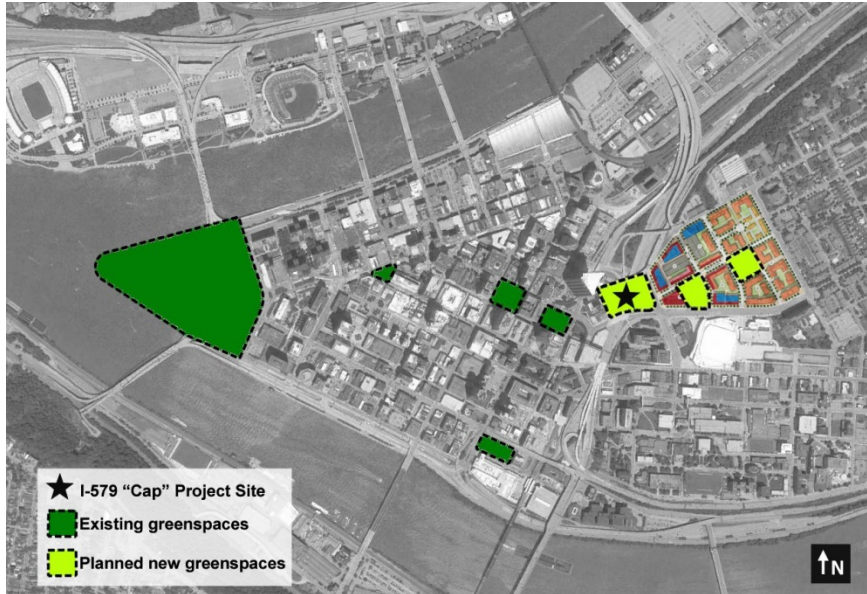 I-579 “Cap” Project Site
Existing greenspaces
Planned new greenspaces
N